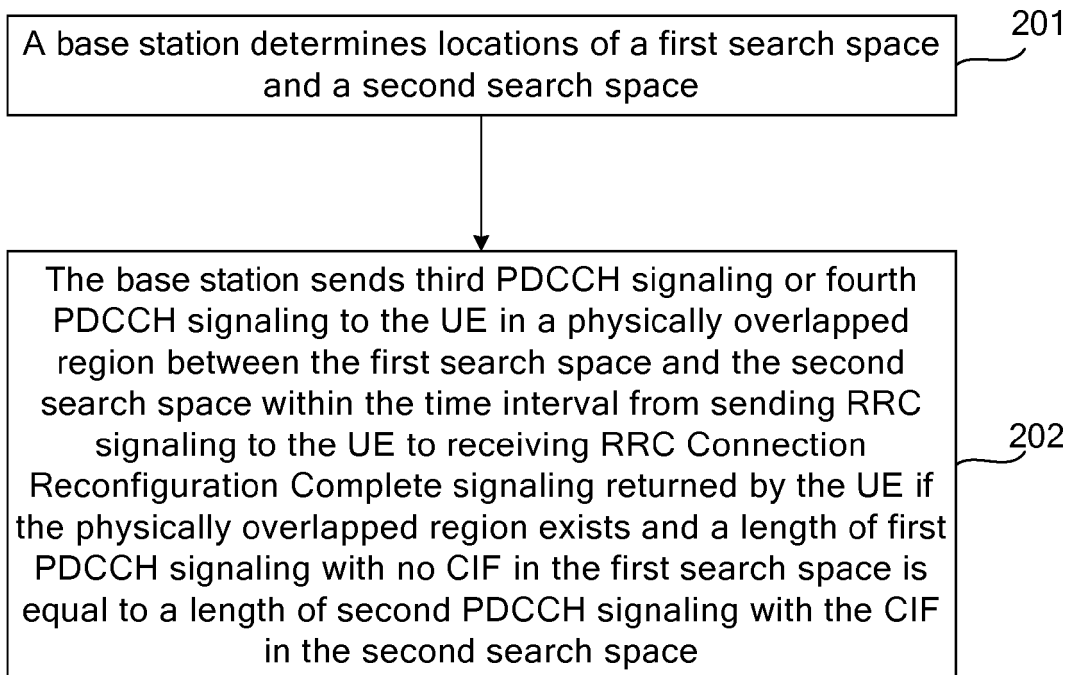 A base station determines locations of a first search space
and a second search space
201
The base station sends third PDCCH signaling or fourth
PDCCH signaling to the UE in a physically overlapped
region between the first search space and the second
search space within the time interval from sending RRC
signaling to the UE to receiving RRC Connection
Reconfiguration Complete signaling returned by the UE if
the physically overlapped region exists and a length of first
PDCCH signaling with no CIF in the first search space is
equal to a length of second PDCCH signaling with the CIF
in the second search space
202